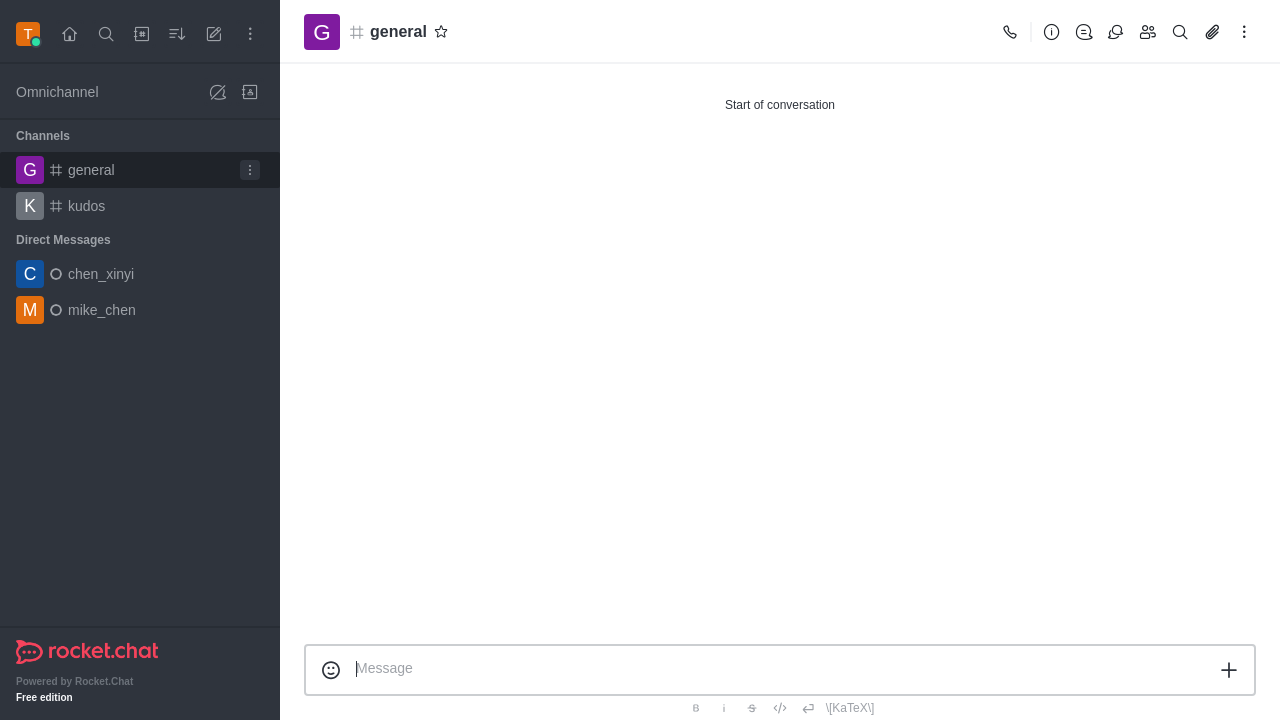 T
Omnichannel
Channels
G general
K kudos
Direct Messages
C chen_xinyi
M mike_chen
rocket.chat
Powered by Rocket.Chat
Free edition
G general
Start of conversation
Message
B i S \[KaTeX\]